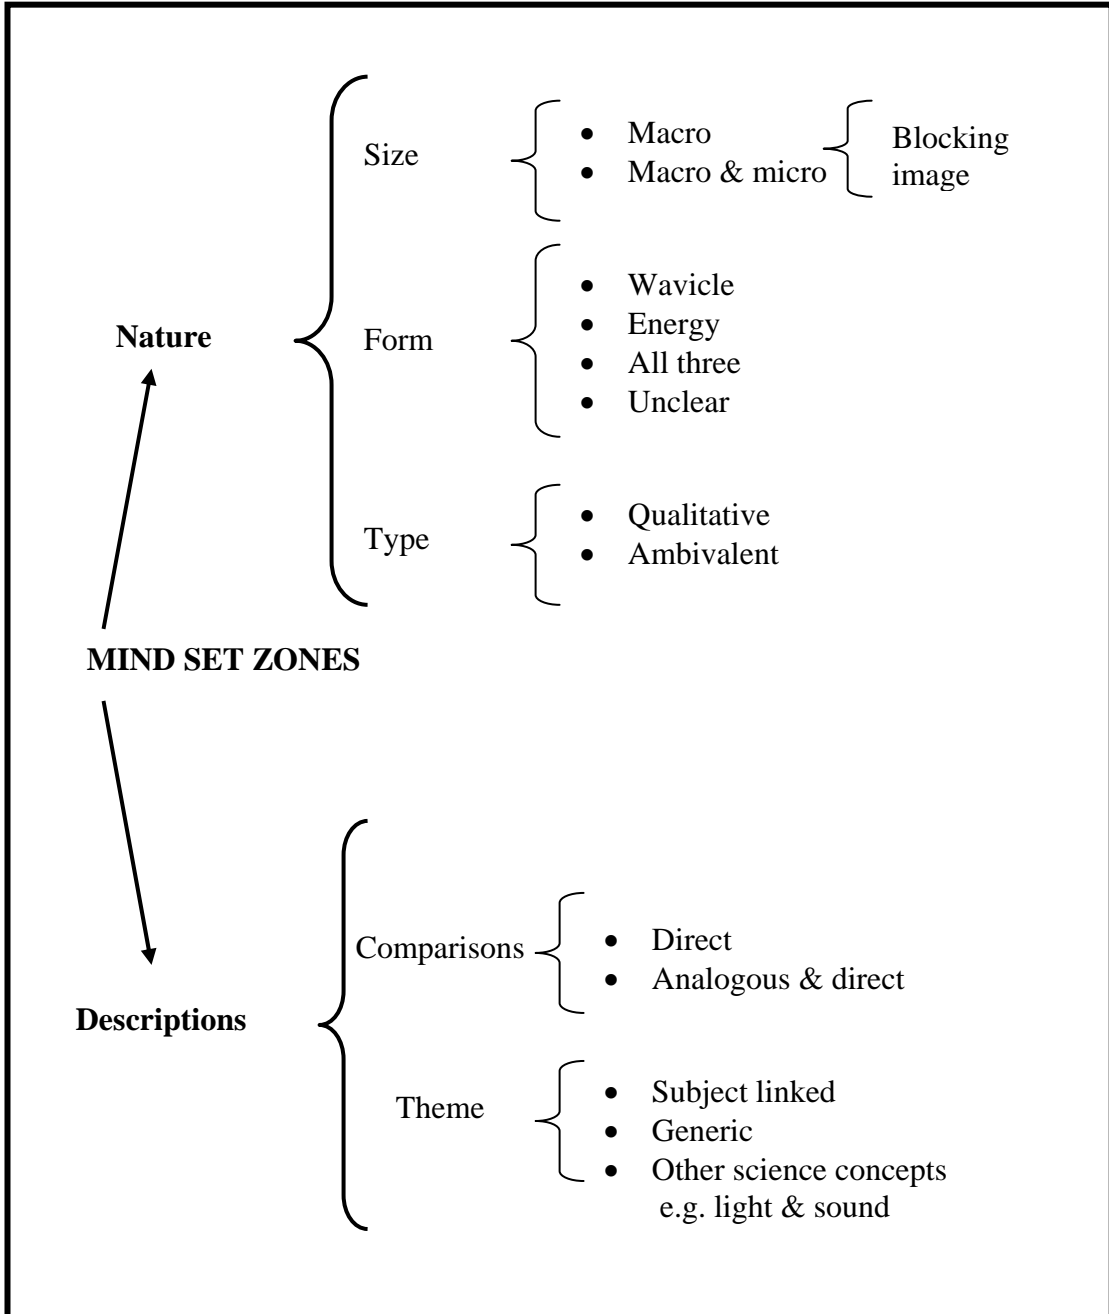 Size
• Macro
• Macro & micro
Blocking
image
Nature
Form
• Wavicle
• Energy
• All three
• Unclear
Type
• Qualitative
• Ambivalent
MIND SET ZONES
Descriptions
Comparisons
• Direct
• Analogous & direct
Theme
• Subject linked
• Generic
• Other science concepts
e.g. light & sound